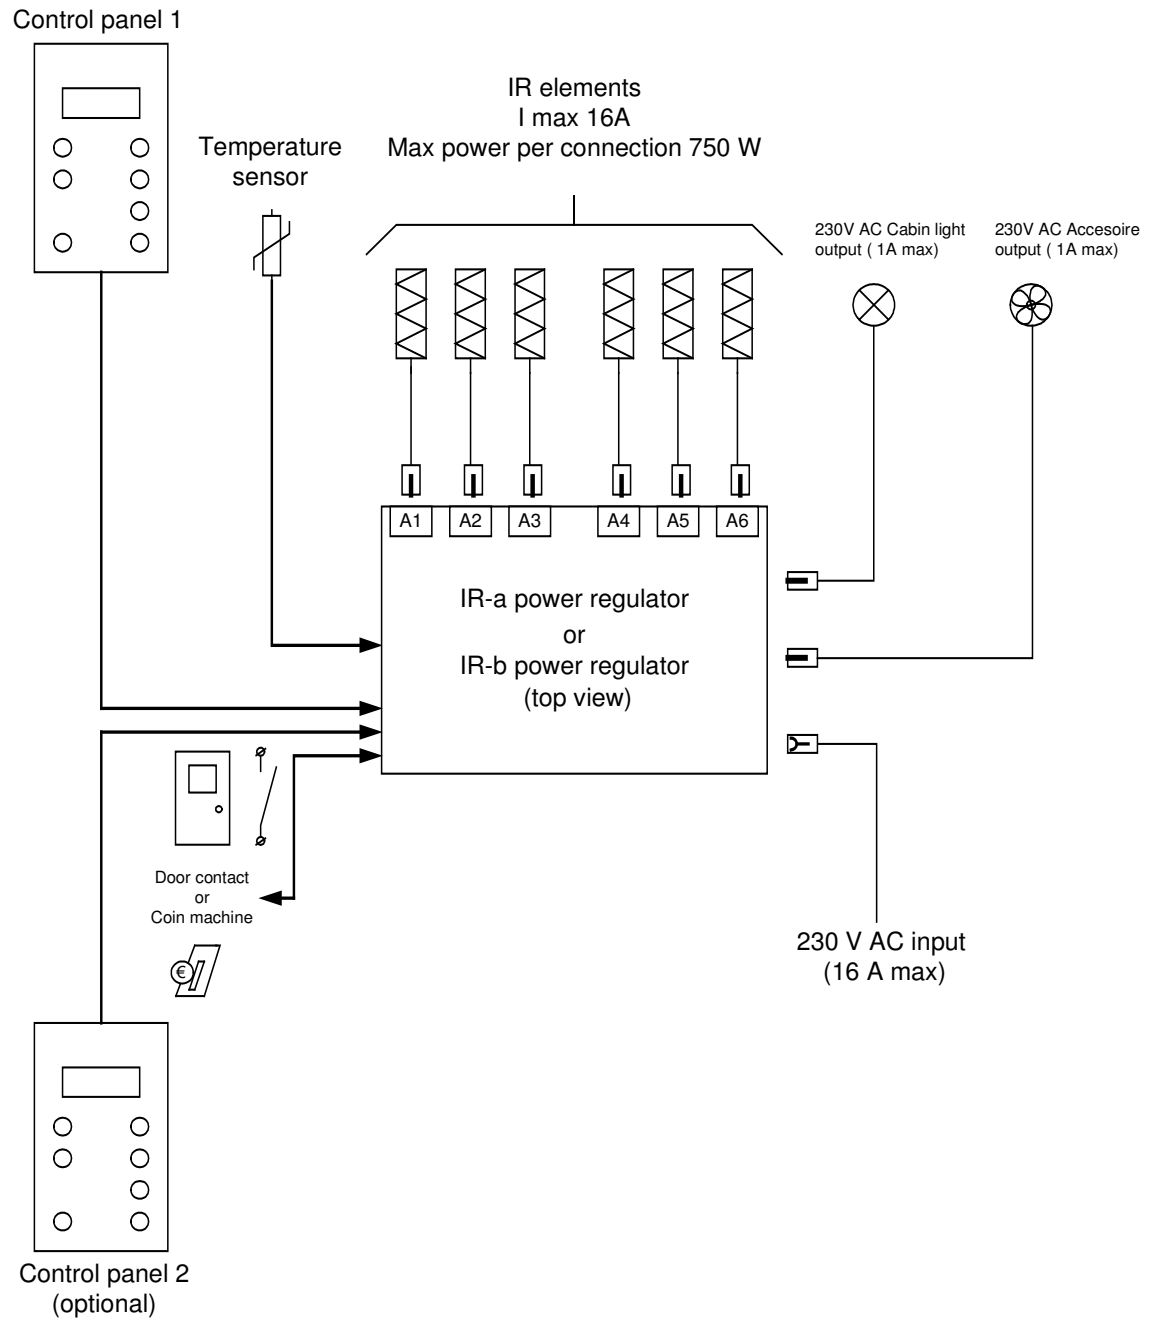 Control panel 1
IR elements
I max 16A
Max power per connection 750 W
Temperature
sensor
230V AC Cabin light
output ( 1A max)
230V AC Accesoire
output ( 1A max)
A1
A2
A3
A4
A5
A6
IR-a power regulator
or
IR-b power regulator
(top view)
Door contact
or
Coin machine
€
230 V AC input
(16 A max)
Control panel 2
(optional)